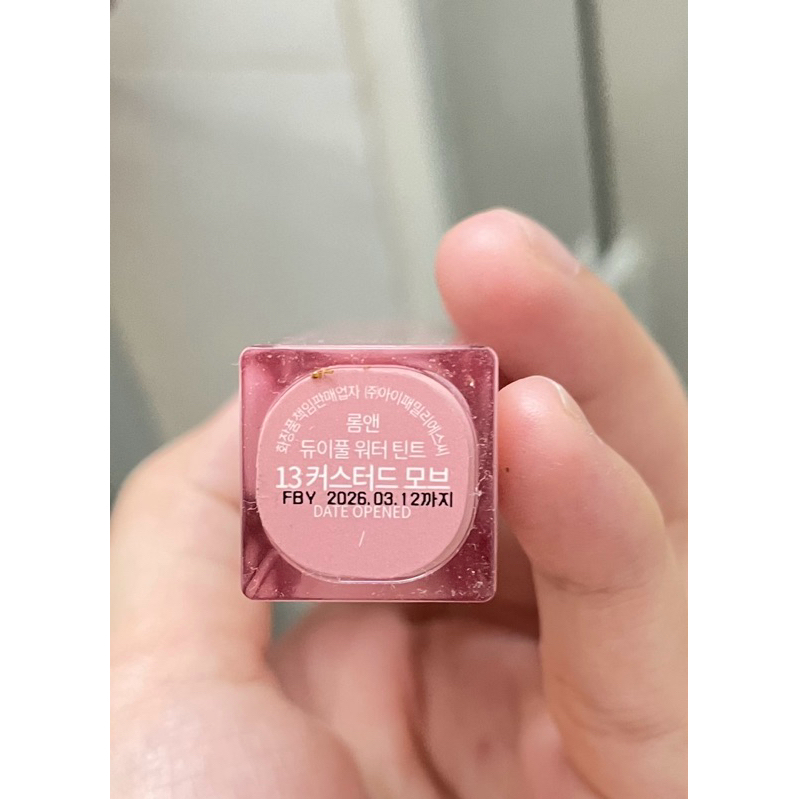 화장품책임판매업자 ㈜아이패밀리에스씨
롬앤
듀이풀 워터 틴트
13 커스터드 모브
FBY 2026.03.12까지
DATE OPENED
/